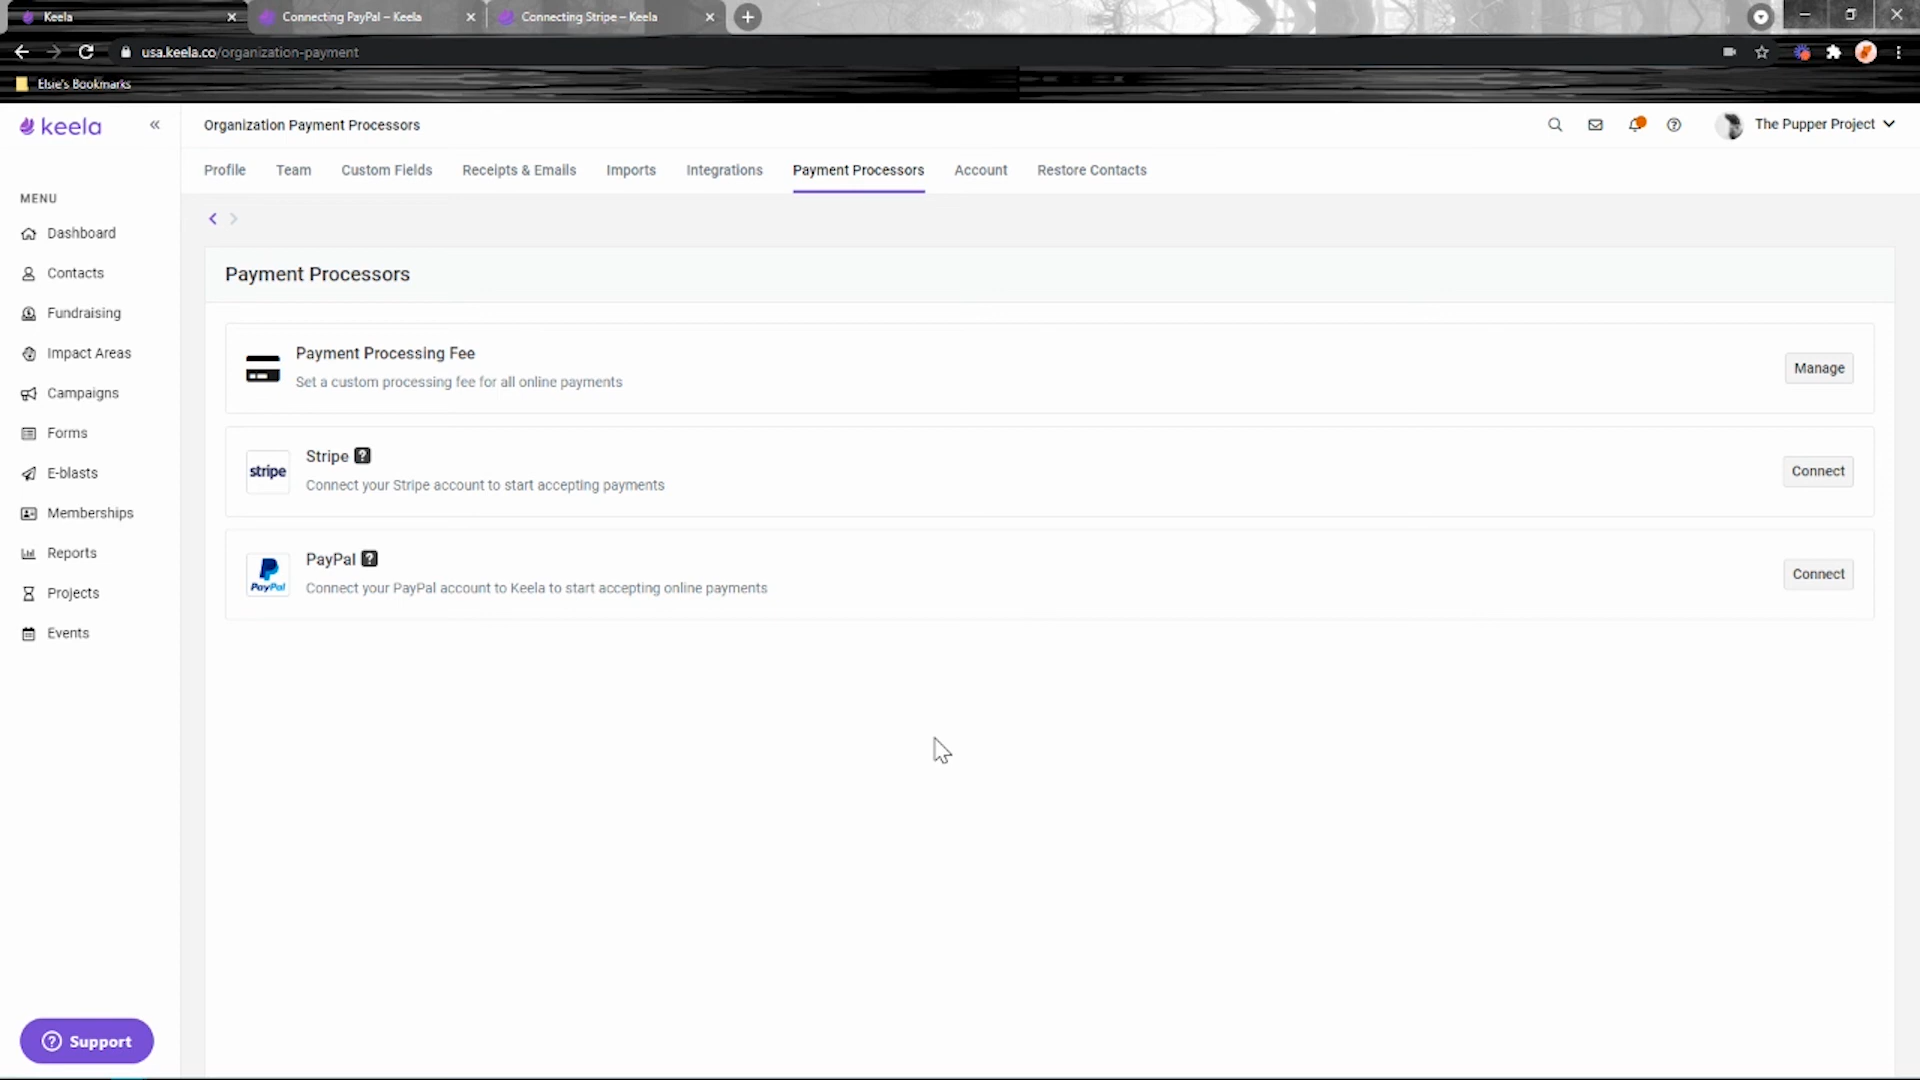 Keela
Connecting PayPal – Keela
Connecting Stripe – Keela
usa.keela.co/organization-payment
Elsie's Bookmarks
keela
Organization Payment Processors
The Pupper Project
Profile
Team
Custom Fields
Receipts & Emails
Imports
Integrations
Payment Processors
Account
Restore Contacts
MENU
Dashboard
Contacts
Fundraising
Impact Areas
Campaigns
Forms
E-blasts
Memberships
Reports
Projects
Events
Support
Payment Processors
Payment Processing Fee
Set a custom processing fee for all online payments
Manage
stripe
Stripe ?
Connect your Stripe account to start accepting payments
Connect
PayPal
PayPal ?
Connect your PayPal account to Keela to start accepting online payments
Connect